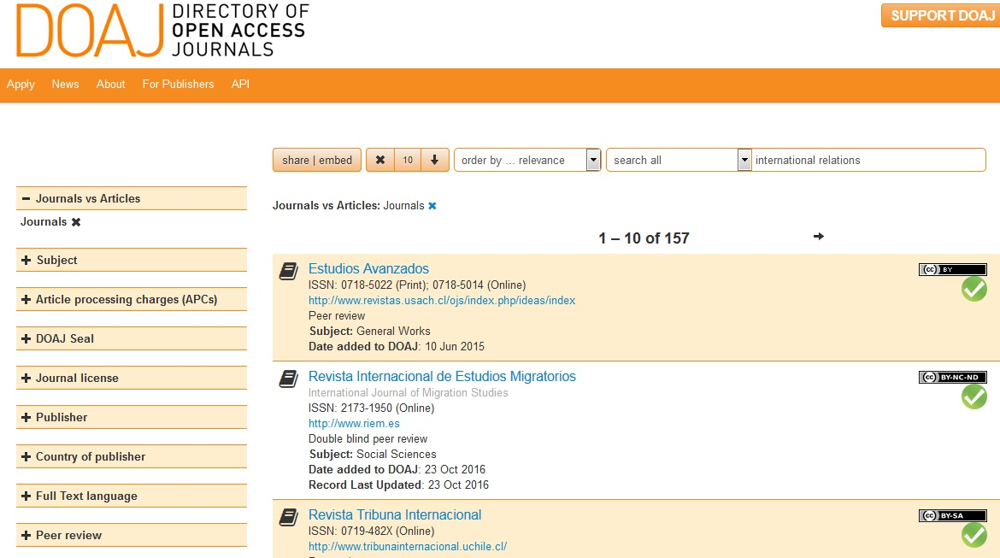 DOAJ
DIRECTORY OF
OPEN ACCESS
JOURNALS
SUPPORT DOAJ
Apply News About For Publishers API
share | embed 10 order by ... relevance search all international relations
Journals vs Articles
Journals
Subject
Article processing charges (APCs)
DOAJ Seal
Journal license
Publisher
Country of publisher
Full Text language
Peer review
Journals vs Articles: Journals
1 – 10 of 157
Estudios Avanzados
ISSN: 0718-5022 (Print); 0718-5014 (Online)
http://www.revistas.usach.cl/ojs/index.php/ideas/index
Peer review
Subject: General Works
Date added to DOAJ: 10 Jun 2015
cc BY
Revista Internacional de Estudios Migratorios
International Journal of Migration Studies
ISSN: 2173-1950 (Online)
http://www.riem.es
Double blind peer review
Subject: Social Sciences
Date added to DOAJ: 23 Oct 2016
Record Last Updated: 23 Oct 2016
cc BY-NC-ND
Revista Tribuna Internacional
ISSN: 0719-482X (Online)
http://www.tribunainternacional.uchile.cl/
cc BY-SA